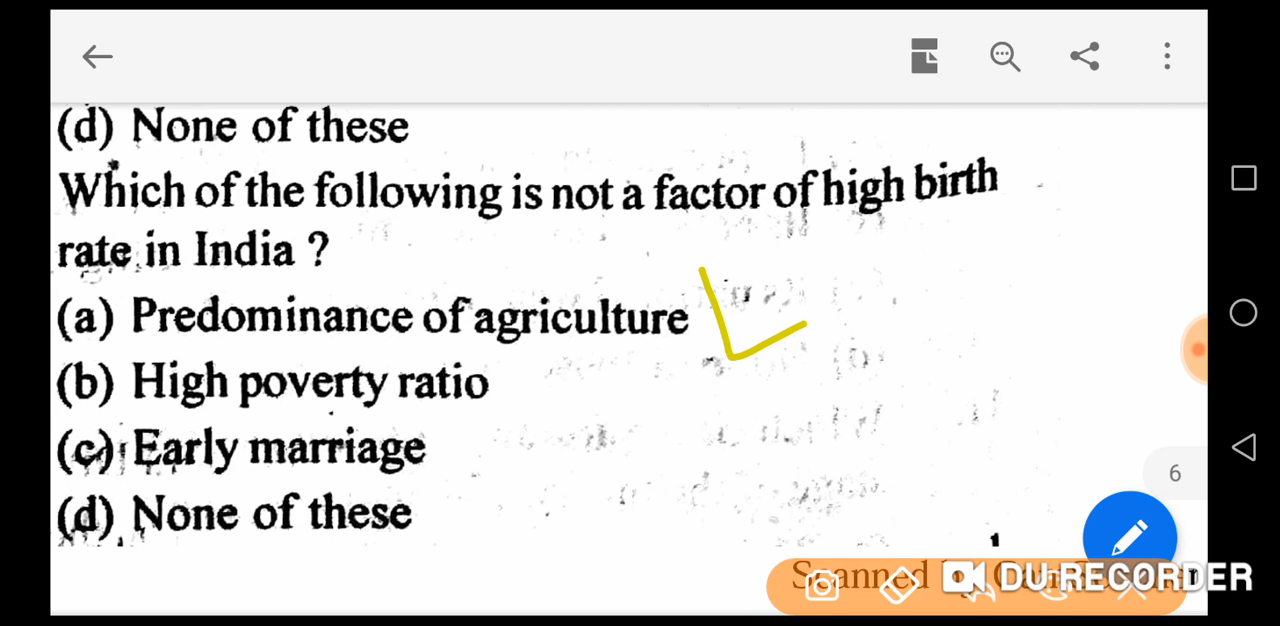 (d) None of these
Which of the following is not a factor of high birth
rate in India ?
(a) Predominance of agriculture
(b) High poverty ratio
(c) Early marriage
(d) None of these
6
Scanned
DU RECORDER